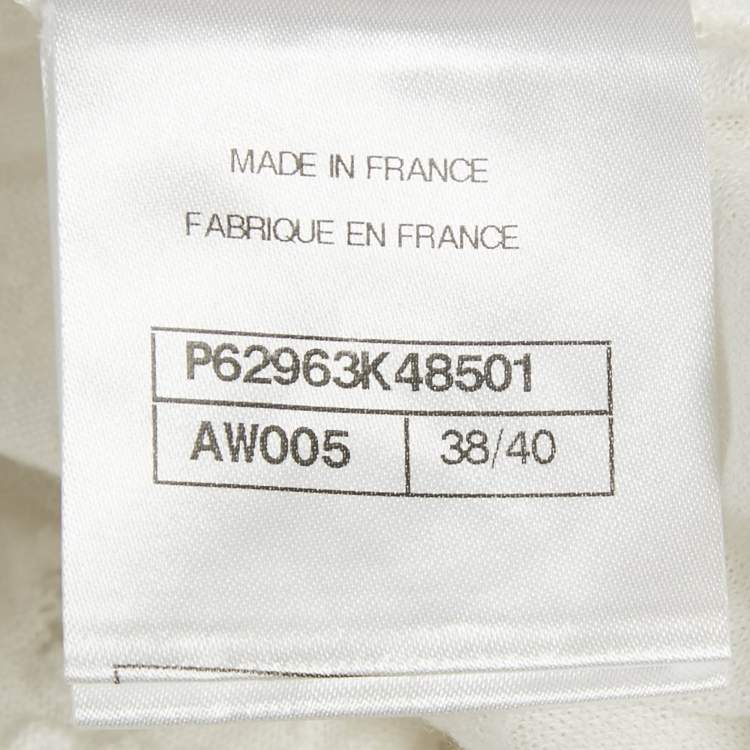 MADE IN FRANCE
FABRIQUE EN FRANCE
P62963K48501
AW005 38/40